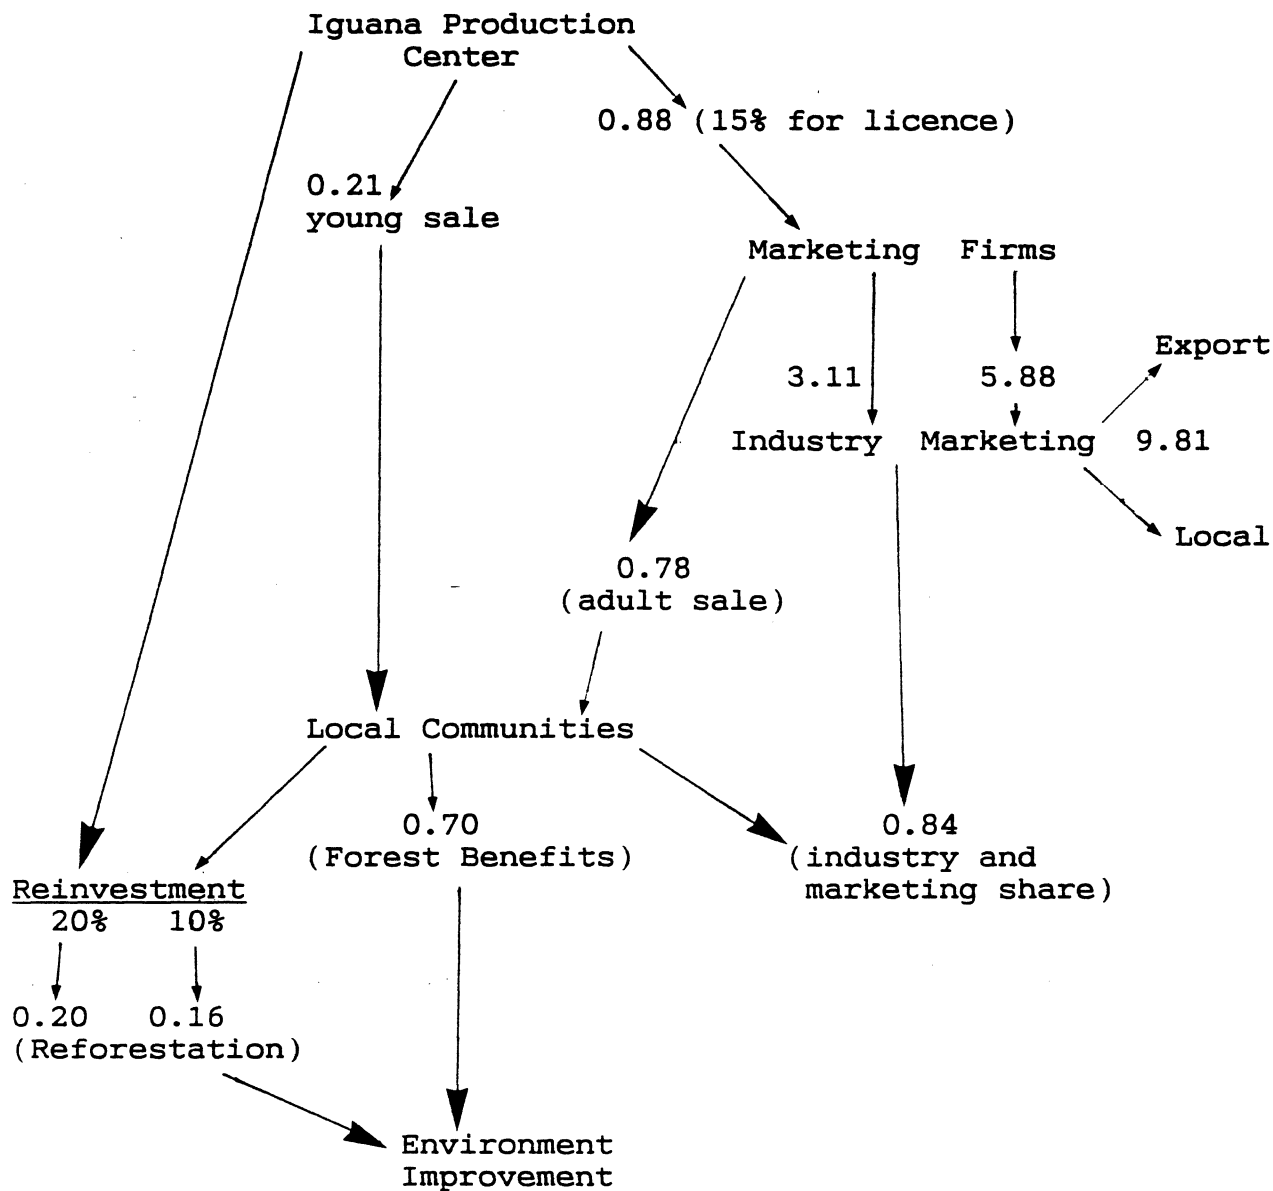 Iguana Production
Center
0.88 (15% for licence)
0.21
young sale
Marketing Firms
Export
3.11 5.88
Industry Marketing 9.81
Local
0.78
(adult sale)
Local Communities
0.70 0.84
(Forest Benefits) (industry and
Reinvestment marketing share)
20% 10%
0.20 0.16
(Reforestation)
Environment
Improvement